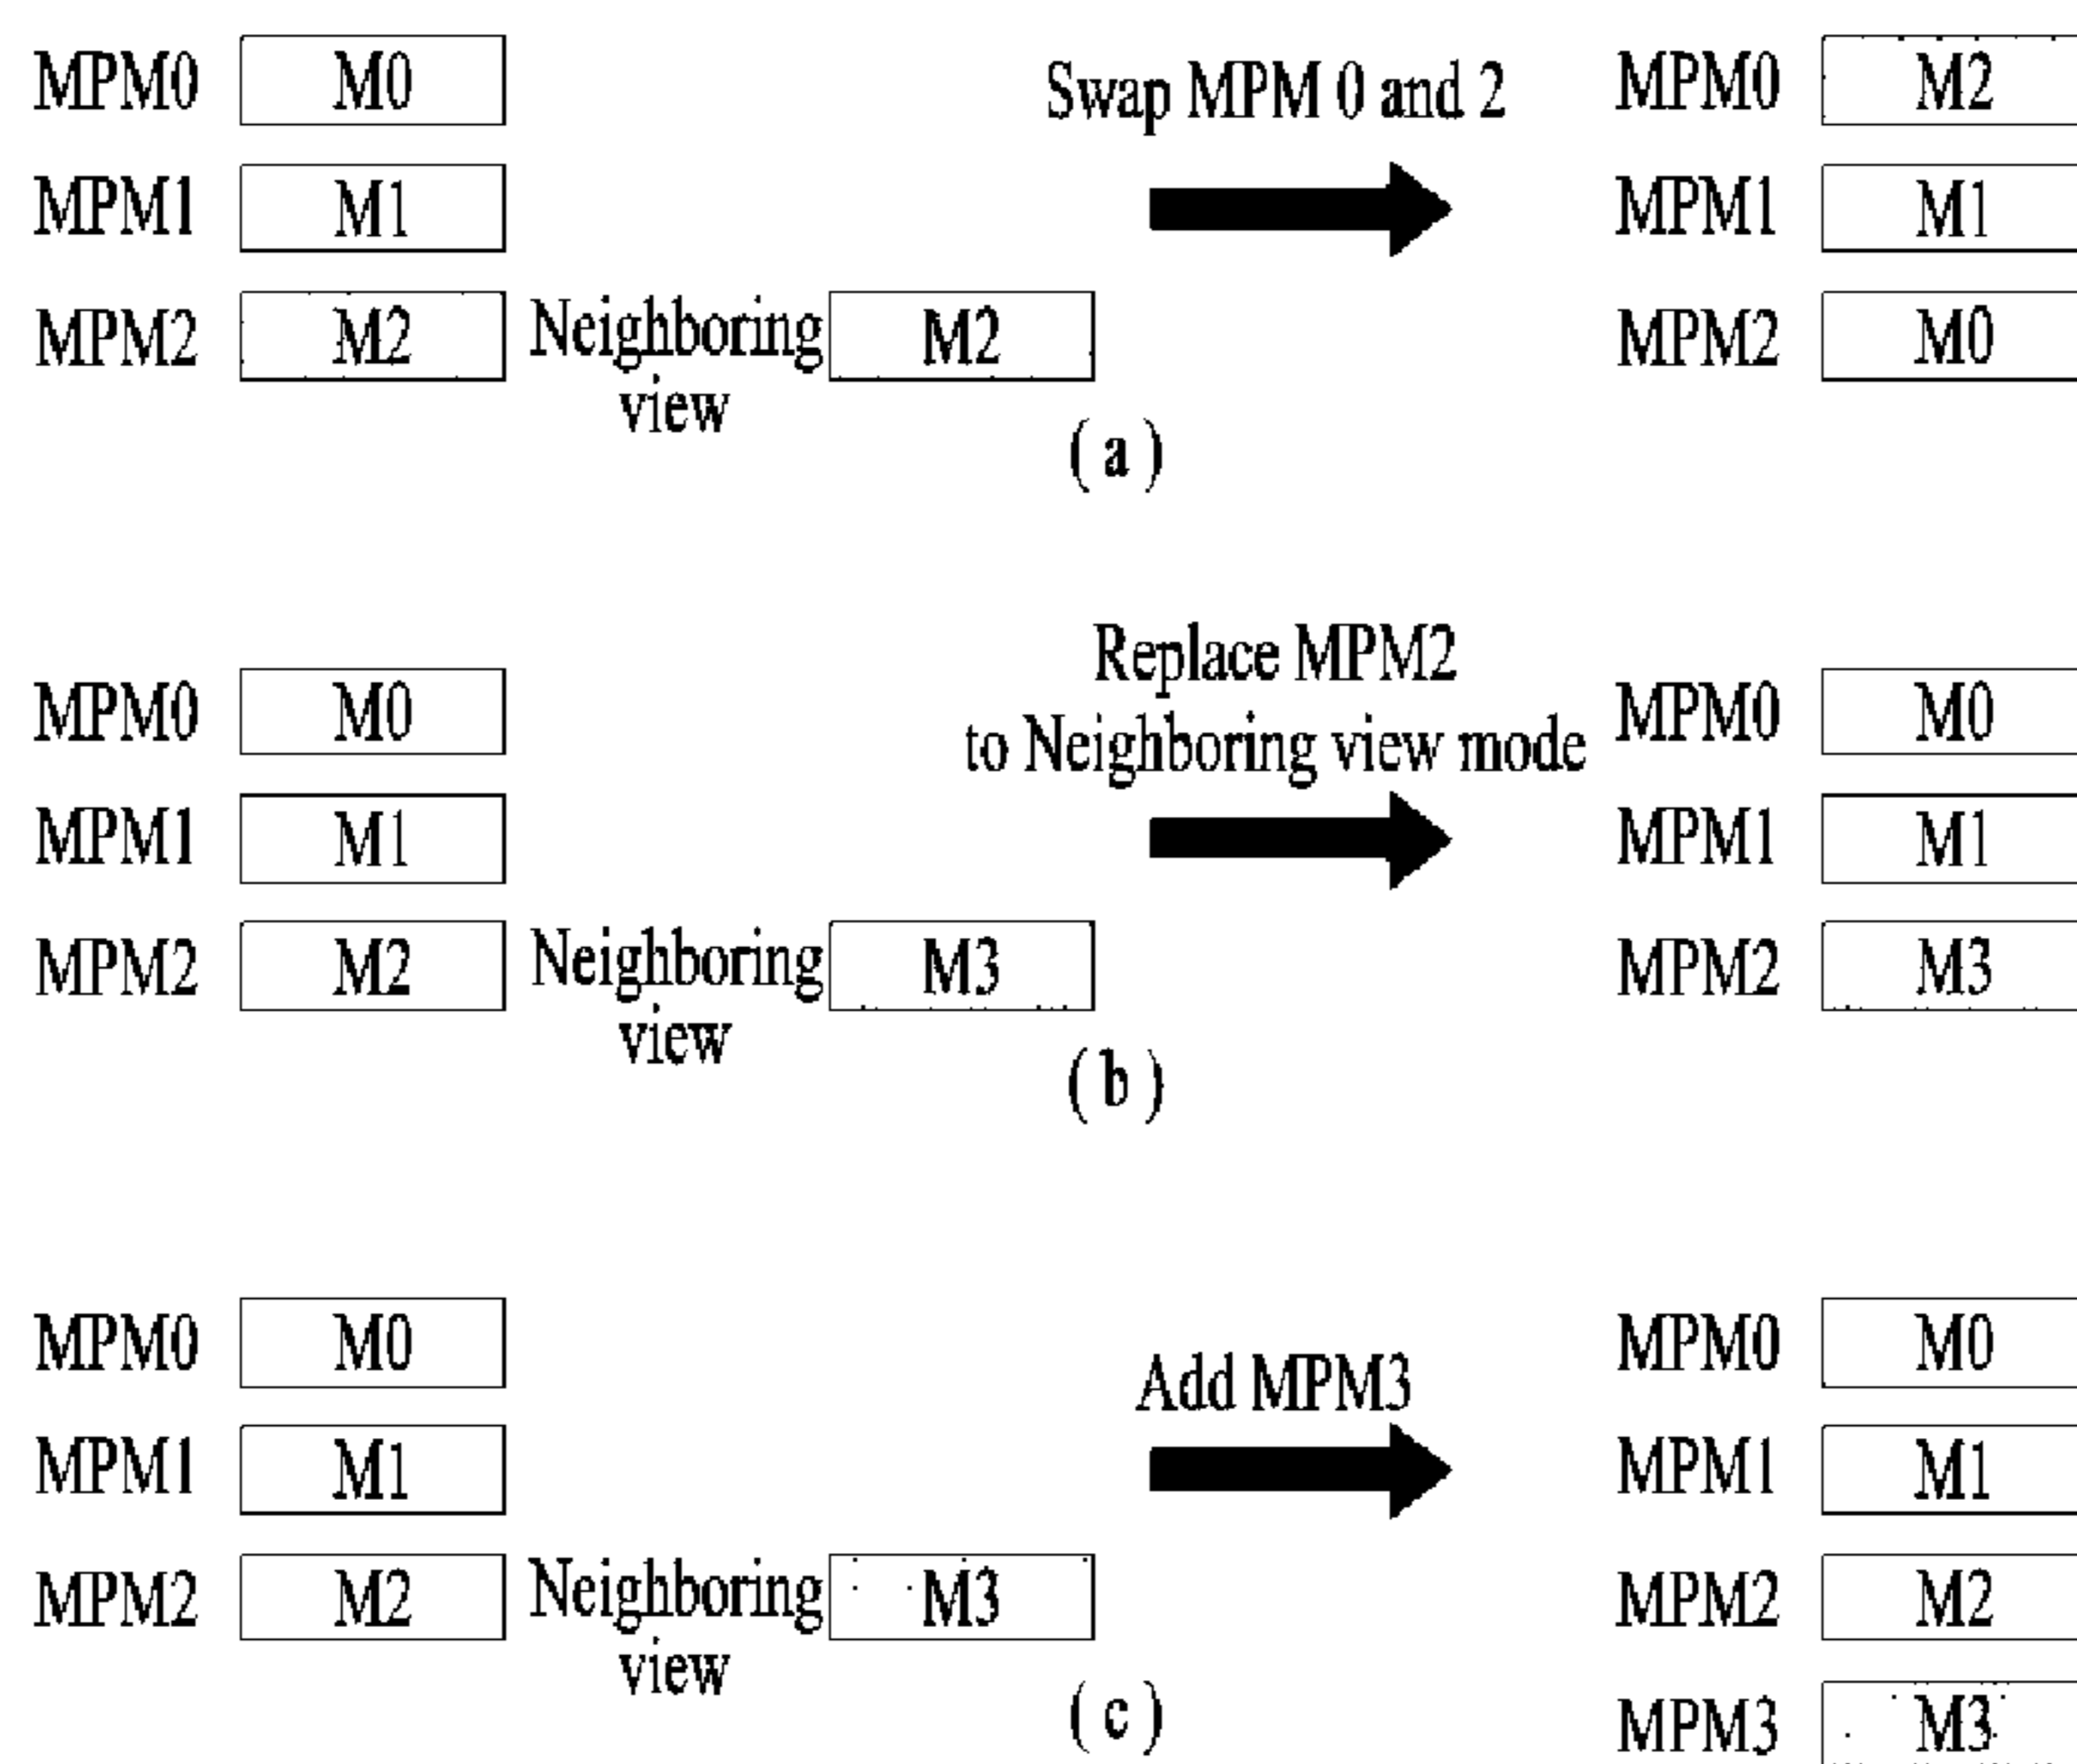 MPM0 M0 Swap MPM 0 and 2 MPM0 M2
MPM1 M1 MPM1 M1
MPM2 M2 Neighboring view M2 MPM2 M0
(a)
MPM0 M0 Replace MPM2 to Neighboring view mode MPM0 M0
MPM1 M1 MPM1 M1
MPM2 M2 Neighboring view M3 MPM2 M3
(b)
MPM0 M0 Add MPM3 MPM0 M0
MPM1 M1 MPM1 M1
MPM2 M2 Neighboring view M3 MPM2 M2
(c) MPM3 M3